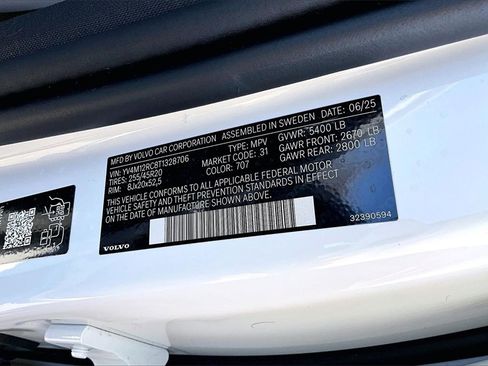 MFD BY VOLVO CAR CORPORATION ASSEMBLED IN SWEDEN DATE: 06/25
VIN: YV4M12RC8T1328706 TYPE: MPV GVWR: 5400 LB
TIRES: 255/45R20 MARKET CODE: 31 GAWR FRONT: 2670 LB
RIM: 8Jx20x52,5 COLOR: 707 GAWR REAR: 2800 LB
THIS VEHICLE CONFORMS TO ALL APPLICABLE FEDERAL MOTOR
VEHICLE SAFETY AND THEFT PREVENTION STANDARDS IN EFFECT
ON THE DATE OF MANUFACTURE SHOWN ABOVE.
32390594
VOLVO